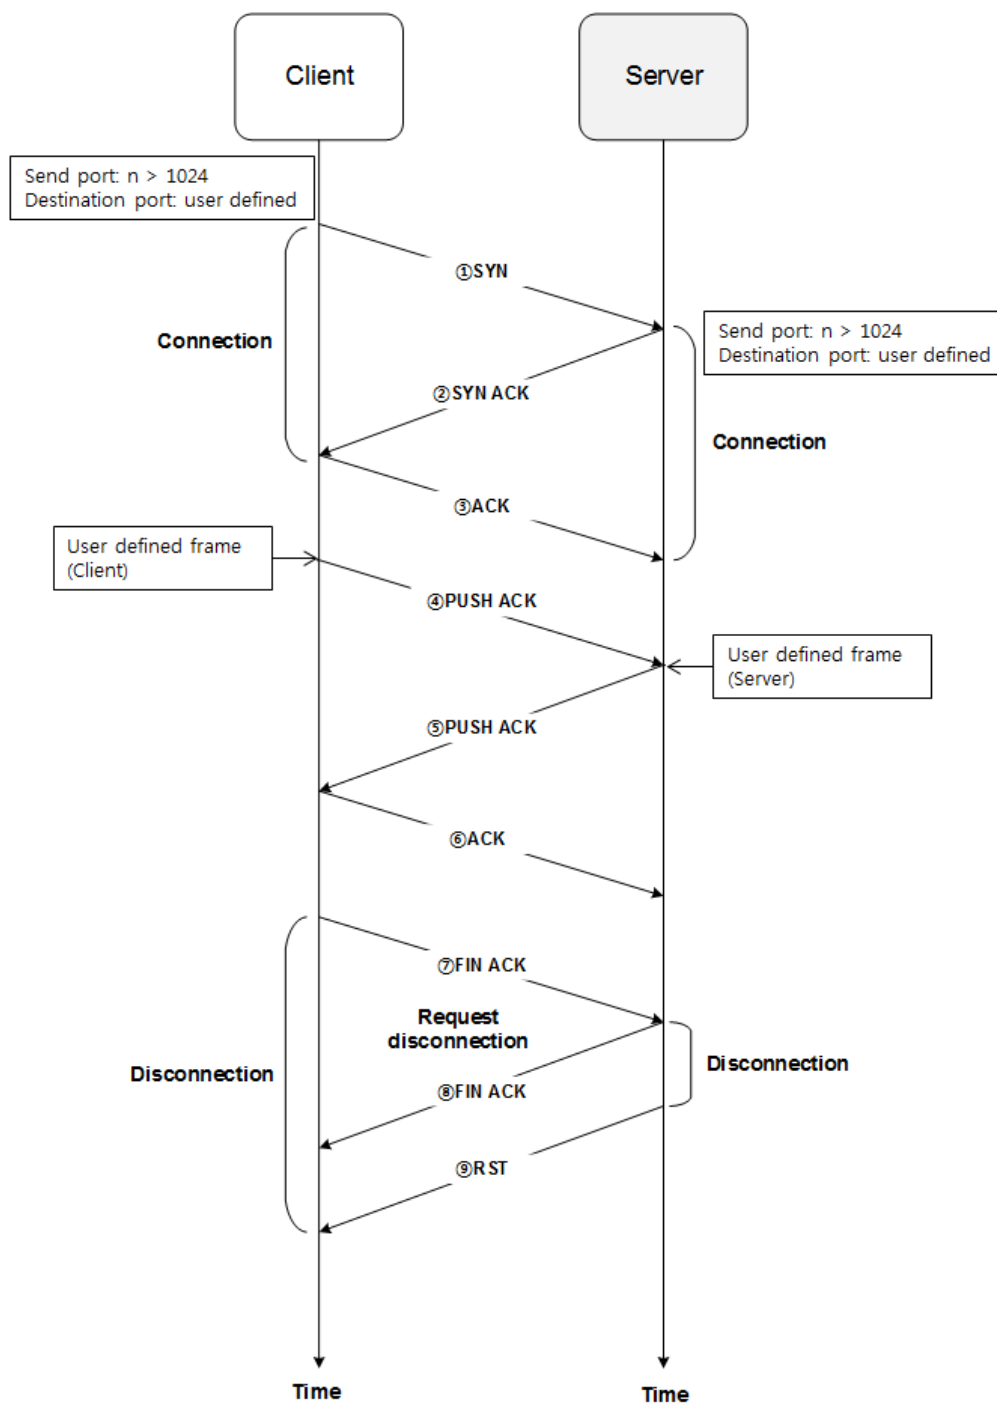 Client
Server
Send port: n > 1024
Destination port: user defined
①SYN
Connection
Send port: n > 1024
Destination port: user defined
②SYN ACK
Connection
③ACK
User defined frame
(Client)
④PUSH ACK
User defined frame
(Server)
⑤PUSH ACK
⑥ACK
⑦FIN ACK
Request
disconnection
Disconnection
Disconnection
⑧FIN ACK
⑨RST
Time
Time